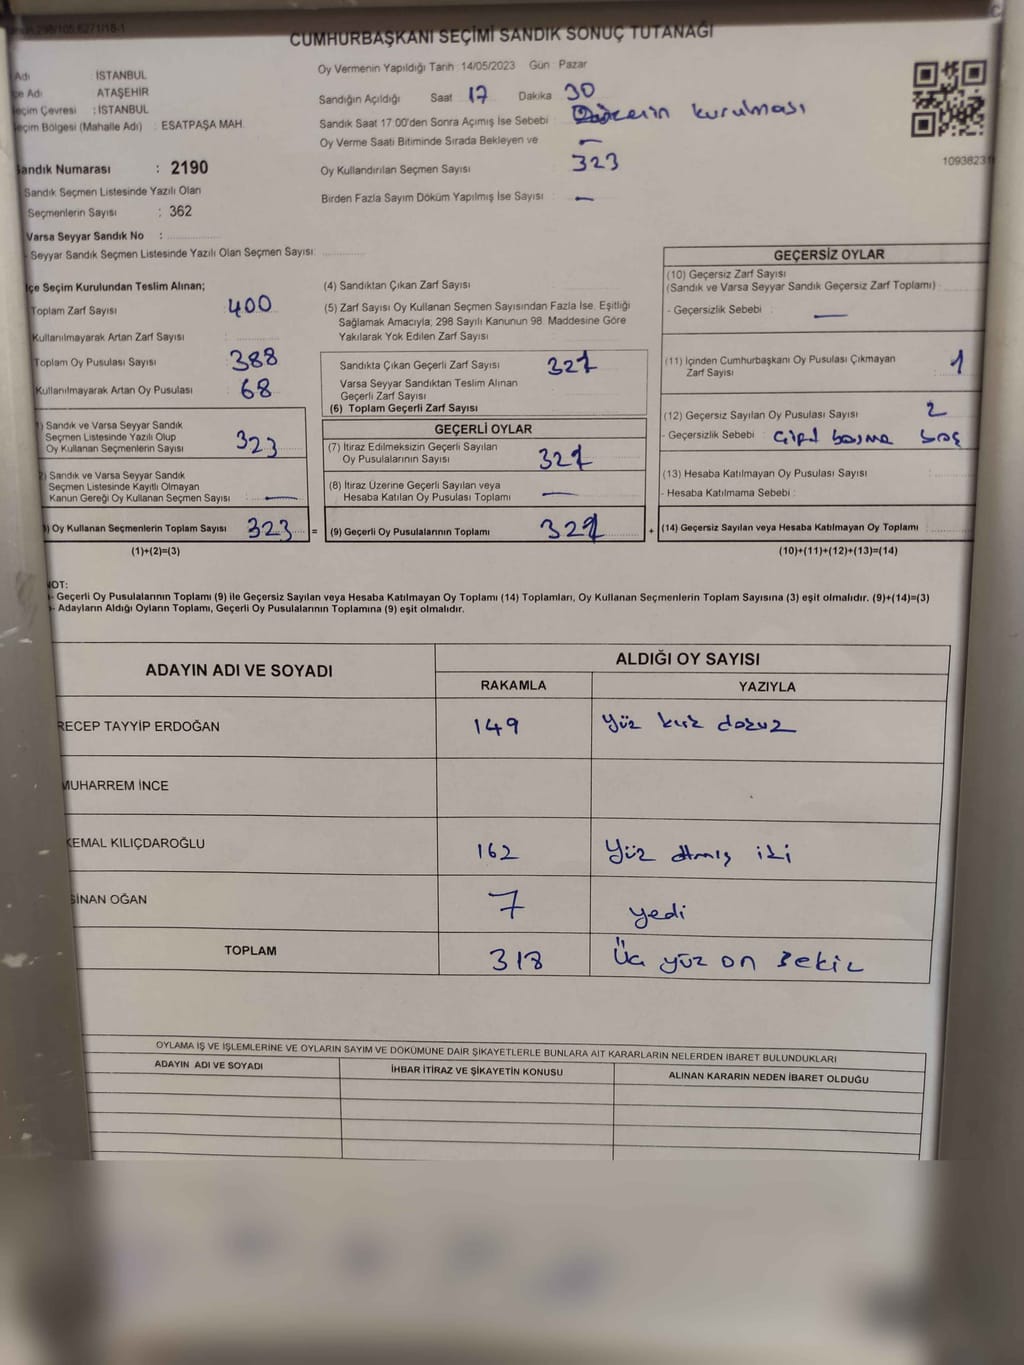 298/105.6271/18-1
CUMHURBAŞKANI SEÇİMİ SANDIK SONUÇ TUTANAĞI
Adı : İSTANBUL
çe Adı : ATAŞEHİR
eçim Çevresi : İSTANBUL
eçim Bölgesi (Mahalle Adı) : ESATPAŞA MAH.
Sandık Numarası : 2190
Sandık Seçmen Listesinde Yazılı Olan
Seçmenlerin Sayısı : 362
Varsa Seyyar Sandık No :
Seyyar Sandık Seçmen Listesinde Yazılı Olan Seçmen Sayısı:
Oy Vermenin Yapıldığı Tarih : 14/05/2023 Gün : Pazar
Sandığın Açıldığı Saat 17 Dakika 30
Sandık Saat 17.00'den Sonra Açımış İse Sebebi : kurulması
Oy Verme Saati Bitiminde Sırada Bekleyen ve
Oy Kullandırılan Seçmen Sayısı 323
Birden Fazla Sayım Döküm Yapılmış İse Sayısı : —
1093823
çe Seçim Kurulundan Teslim Alınan;
Toplam Zarf Sayısı : 400
Kullanılmayarak Artan Zarf Sayısı :
Toplam Oy Pusulası Sayısı : 388
Kullanılmayarak Artan Oy Pusulası : 68
) Sandık ve Varsa Seyyar Sandık
Seçmen Listesinde Yazılı Olup
Oy Kullanan Seçmenlerin Sayısı : 323
) Sandık ve Varsa Seyyar Sandık
Seçmen Listesinde Kayıtlı Olmayan
Kanun Gereği Oy Kullanan Seçmen Sayısı : —
) Oy Kullanan Seçmenlerin Toplam Sayısı : 323 =
(1)+(2)=(3)
(4) Sandıktan Çıkan Zarf Sayısı
(5) Zarf Sayısı Oy Kullanan Seçmen Sayısından Fazla İse, Eşitliği
Sağlamak Amacıyla; 298 Sayılı Kanunun 98. Maddesine Göre
Yakılarak Yok Edilen Zarf Sayısı
Sandıkta Çıkan Geçerli Zarf Sayısı
Varsa Seyyar Sandıktan Teslim Alınan
Geçerli Zarf Sayısı
(6) Toplam Geçerli Zarf Sayısı
GEÇERLİ OYLAR
(7) İtiraz Edilmeksizin Geçerli Sayılan
Oy Pusulalarının Sayısı
(8) İtiraz Üzerine Geçerli Sayılan veya
Hesaba Katılan Oy Pusulası Toplamı —
(9) Geçerli Oy Pusulalarının Toplamı +
GEÇERSİZ OYLAR
(10) Geçersiz Zarf Sayısı
(Sandık ve Varsa Seyyar Sandık Geçersiz Zarf Toplamı) :
- Geçersizlik Sebebi : —
(11) İçinden Cumhurbaşkanı Oy Pusulası Çıkmayan
Zarf Sayısı : 1
(12) Geçersiz Sayılan Oy Pusulası Sayısı : 2
- Geçersizlik Sebebi : basma
(13) Hesaba Katılmayan Oy Pusulası Sayısı :
- Hesaba Katılmama Sebebi :
(14) Geçersiz Sayılan veya Hesaba Katılmayan Oy Toplamı :
(10)+(11)+(12)+(13)=(14)
NOT:
- Geçerli Oy Pusulalarının Toplamı (9) ile Geçersiz Sayılan veya Hesaba Katılmayan Oy Toplamı (14) Toplamları, Oy Kullanan Seçmenlerin Toplam Sayısına (3) eşit olmalıdır. (9)+(14)=(3)
- Adayların Aldığı Oyların Toplamı, Geçerli Oy Pusulalarının Toplamına (9) eşit olmalıdır.
ADAYIN ADI VE SOYADI
ALDIĞI OY SAYISI
RAKAMLA YAZIYLA
RECEP TAYYİP ERDOĞAN 149 Yüz kırk dokuz
MUHARREM İNCE
KEMAL KILIÇDAROĞLU 162 Yüz altmış iki
SİNAN OĞAN 7 yedi
TOPLAM 318 Üç yüz on sekiz
OYLAMA İŞ VE İŞLEMLERİNE VE OYLARIN SAYIM VE DÖKÜMÜNE DAİR ŞİKAYETLERLE BUNLARA AİT KARARLARIN NELERDEN İBARET BULUNDUKLARI
ADAYIN ADI VE SOYADI İHBAR İTİRAZ VE ŞİKAYETİN KONUSU ALINAN KARARIN NEDEN İBARET OLDUĞU